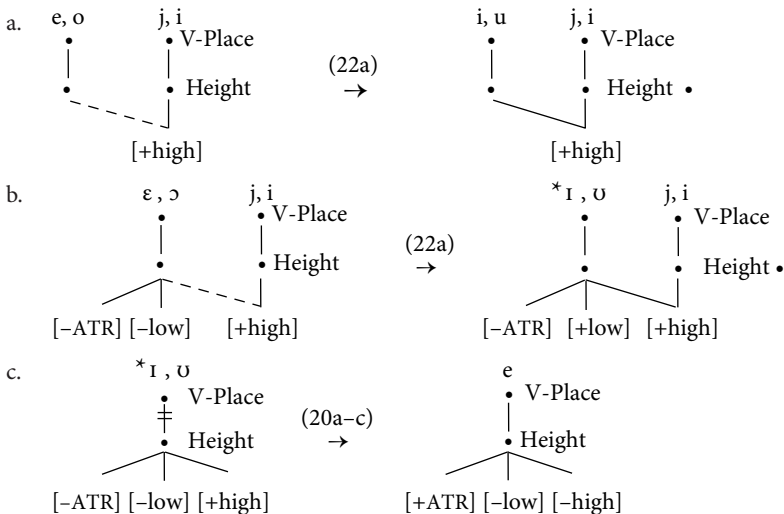 a. e, o j, i i, u j, i
V-Place (22a) V-Place
Height → Height
[+high] [+high]
b. ɛ, ɔ j, i *ɪ, ʊ j, i
V-Place (22a) V-Place
Height → Height
[–ATR] [–low] [+high] [–ATR] [+low] [+high]
c. *ɪ, ʊ e
V-Place (20a–c) V-Place
Height → Height
[–ATR] [–low] [+high] [+ATR] [–low] [–high]